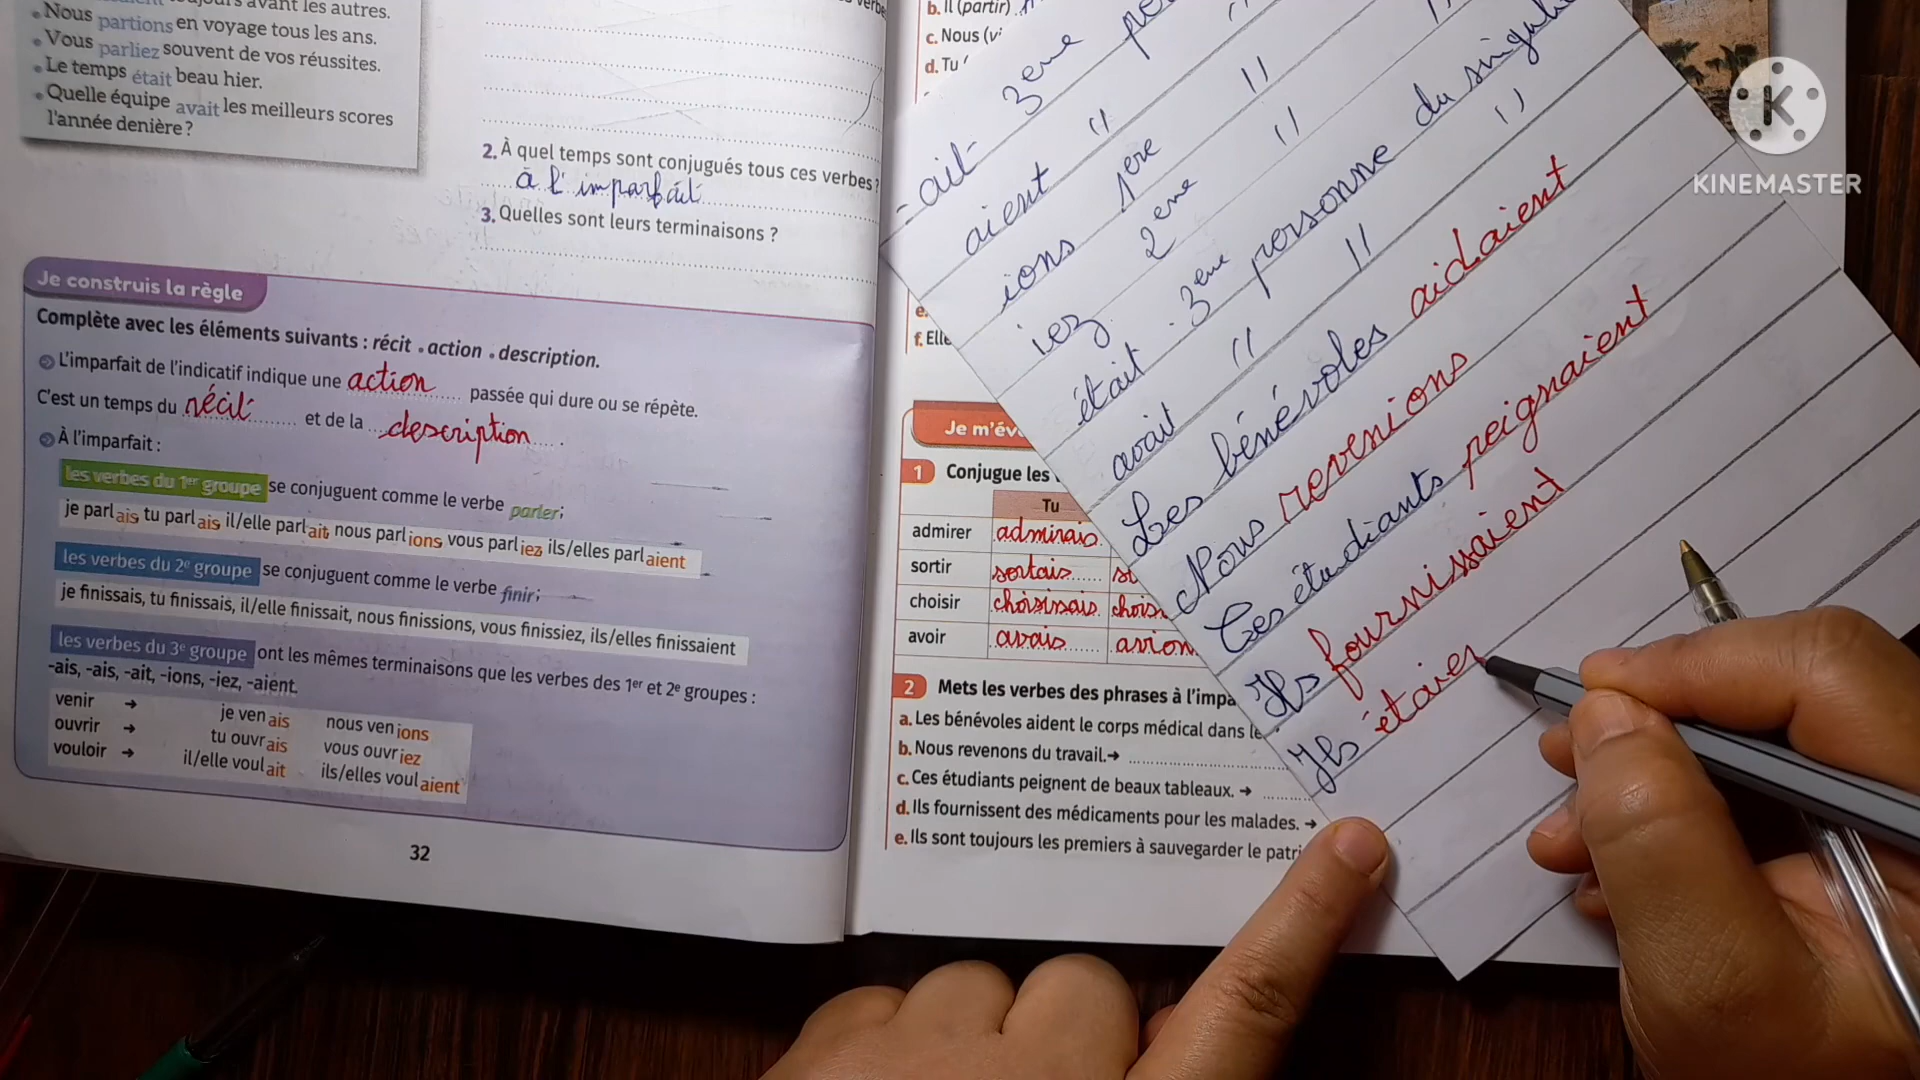 avant les autres.
Nous partions en voyage tous les ans.
Vous parliez souvent de vos réussites.
Le temps était beau hier.
Quelle équipe avait les meilleurs scores
l'année denière ?
2. À quel temps sont conjugués tous ces verbes ?
à l'imparfait
3. Quelles sont leurs terminaisons ?
Je construis la règle
Complète avec les éléments suivants : récit • action • description.
L'imparfait de l'indicatif indique une action passée qui dure ou se répète.
C'est un temps du récit et de la description.
À l'imparfait :
les verbes du 1er groupe se conjuguent comme le verbe parler;
je parlais tu parlais il/elle parlait nous parlions vous parliez ils/elles parlaient
les verbes du 2e groupe se conjuguent comme le verbe finir;
je finissais, tu finissais, il/elle finissait, nous finissions, vous finissiez, ils/elles finissaient
les verbes du 3e groupe ont les mêmes terminaisons que les verbes des 1er et 2e groupes :
-ais, -ais, -ait, -ions, -iez, -aient.
venir → je venais nous venions
ouvrir → tu ouvrais vous ouvriez
vouloir → il/elle voulait ils/elles voulaient
32
b. Il (partir)
c. Nous
d. Tu
e.
f. Elle
Je m'év
1 Conjugue les
Tu
admirer admirais
sortir sortais
choisir choisissais
avoir avais avion
2 Mets les verbes des phrases à l'impa
a. Les bénévoles aident le corps médical dans le
b. Nous revenons du travail. →
c. Ces étudiants peignent de beaux tableaux. →
d. Ils fournissent des médicaments pour les malades. →
e. Ils sont toujours les premiers à sauvegarder le patri
- ait 3eme
aient " "
ions 1ere "
iez 2eme "
était . 3eme personne du singulie
avait " " "
Les bénévoles aidaient
Nous revenions
Ces étudiants peignaient
Ils fournissaient
Ils étaien
KINEMASTER